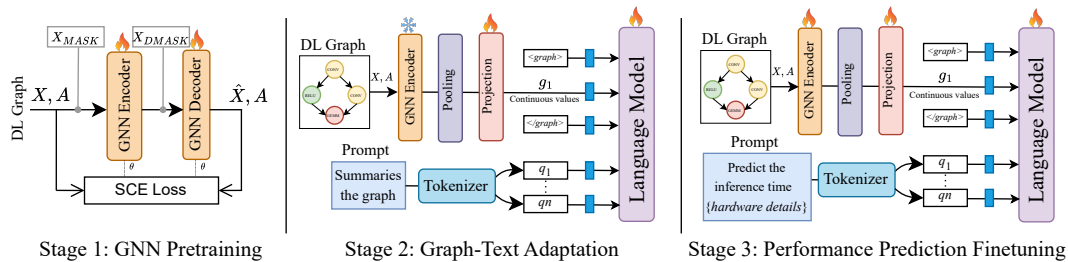 X_MASK
X_DMASK
DL Graph
X, A
GNN Encoder
GNN Decoder
X̂, A
θ
θ
SCE Loss
Stage 1: GNN Pretraining
DL Graph
CONV
RELU
CONV
GEMM
X, A
GNN Encoder
Pooling
Projection
<graph>
g1
Continuous values
</graph>
Language Model
Prompt
Summaries
the graph
Tokenizer
q1
qn
Stage 2: Graph-Text Adaptation
DL Graph
CONV
RELU
CONV
GEMM
X, A
GNN Encoder
Pooling
Projection
<graph>
g1
Continuous values
</graph>
Language Model
Prompt
Predict the
inference time
{hardware details}
Tokenizer
q1
qn
Stage 3: Performance Prediction Finetuning